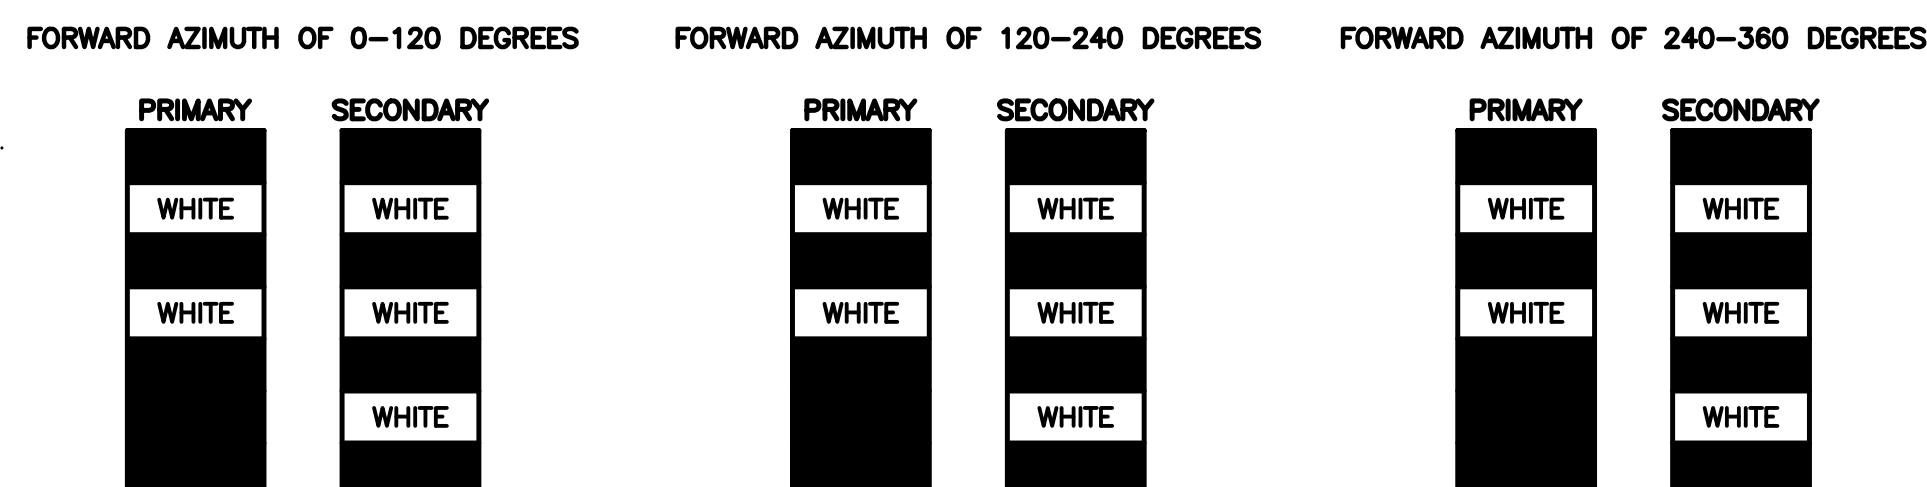 FORWARD AZIMUTH OF 0-120 DEGREES
PRIMARY SECONDARY
WHITE WHITE
WHITE WHITE
WHITE
FORWARD AZIMUTH OF 120-240 DEGREES
PRIMARY SECONDARY
WHITE WHITE
WHITE WHITE
WHITE
FORWARD AZIMUTH OF 240-360 DEGREES
PRIMARY SECONDARY
WHITE WHITE
WHITE WHITE
WHITE